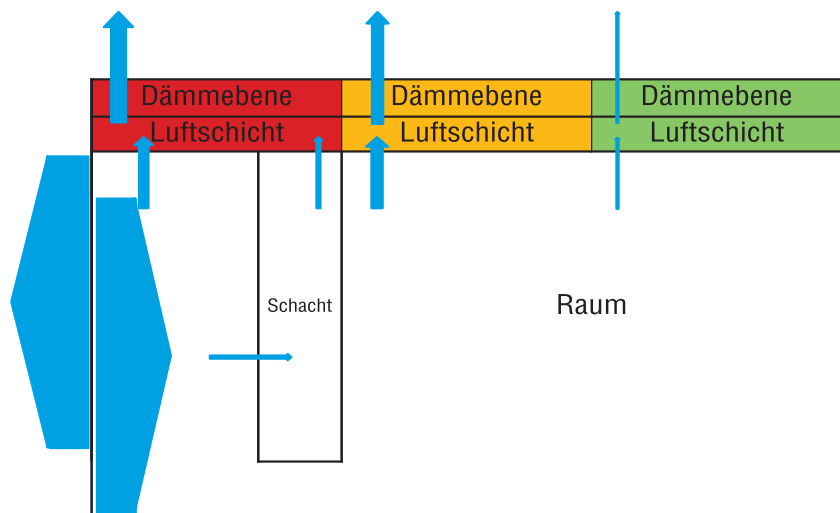 Dämmebene
Dämmebene
Dämmebene
Luftschicht
Luftschicht
Luftschicht
Schacht
Raum